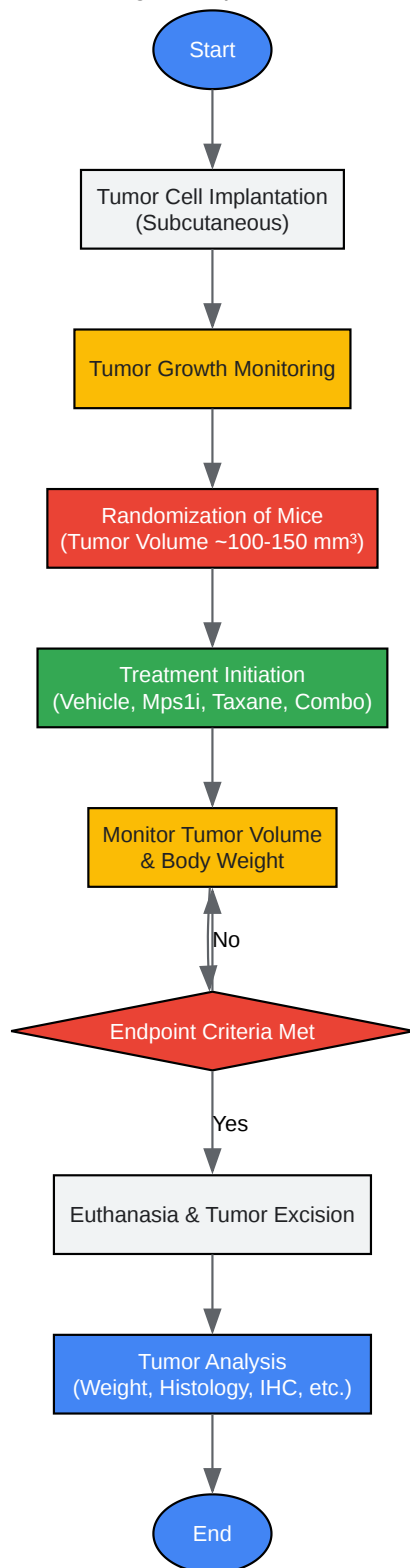 Start
Tumor Cell Implantation
(Subcutaneous)
Tumor Growth Monitoring
Randomization of Mice
(Tumor Volume ~100-150 mm³)
Treatment Initiation
(Vehicle, Mps1i, Taxane, Combo)
Monitor Tumor Volume
& Body Weight
No
Endpoint Criteria Met
Yes
Euthanasia & Tumor Excision
Tumor Analysis
(Weight, Histology, IHC, etc.)
End